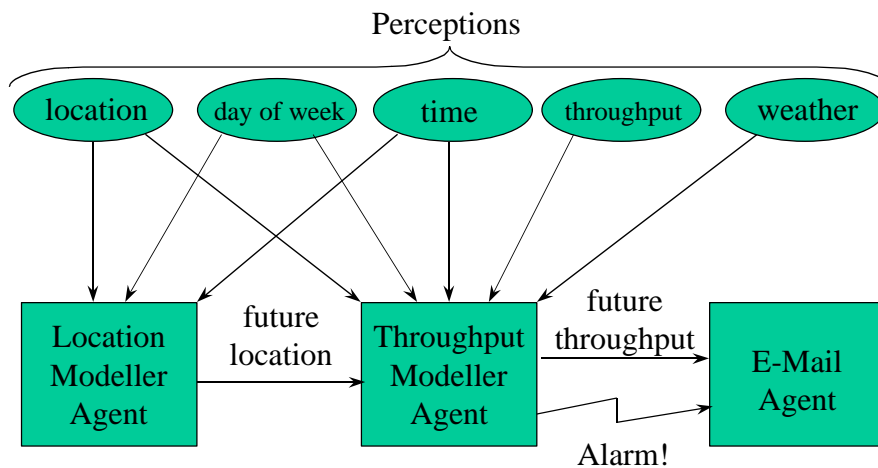 Perceptions
location
day of week
time
throughput
weather
Location
Modeller
Agent
future
location
Throughput
Modeller
Agent
future
throughput
E-Mail
Agent
Alarm!